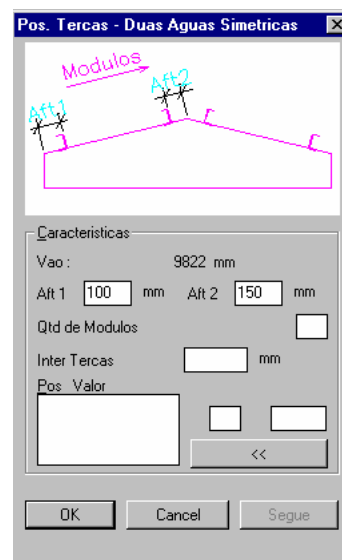 Pos. Tercas - Duas Aguas Simetricas
Modulos
Aft1
Aft2
Caracteristicas
Vao : 9822 mm
Aft 1 100 mm Aft 2 150 mm
Qtd de Modulos
Inter Tercas mm
Pos Valor
<<
OK Cancel Segue